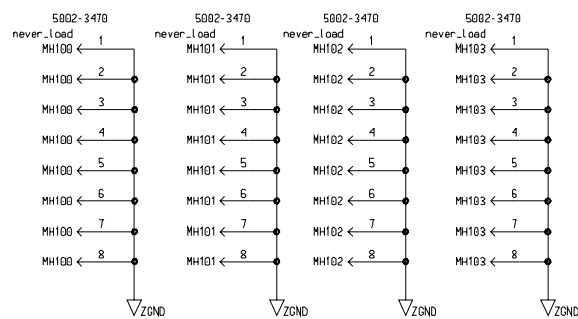 5002-3470 5002-3470 5002-3470 5002-3470
never_load never_load never_load never_load
MH100 1 MH101 1 MH102 1 MH103 1
MH100 2 MH101 2 MH102 2 MH103 2
MH100 3 MH101 3 MH102 3 MH103 3
MH100 4 MH101 4 MH102 4 MH103 4
MH100 5 MH101 5 MH102 5 MH103 5
MH100 6 MH101 6 MH102 6 MH103 6
MH100 7 MH101 7 MH102 7 MH103 7
MH100 8 MH101 8 MH102 8 MH103 8
ZGND ZGND ZGND ZGND